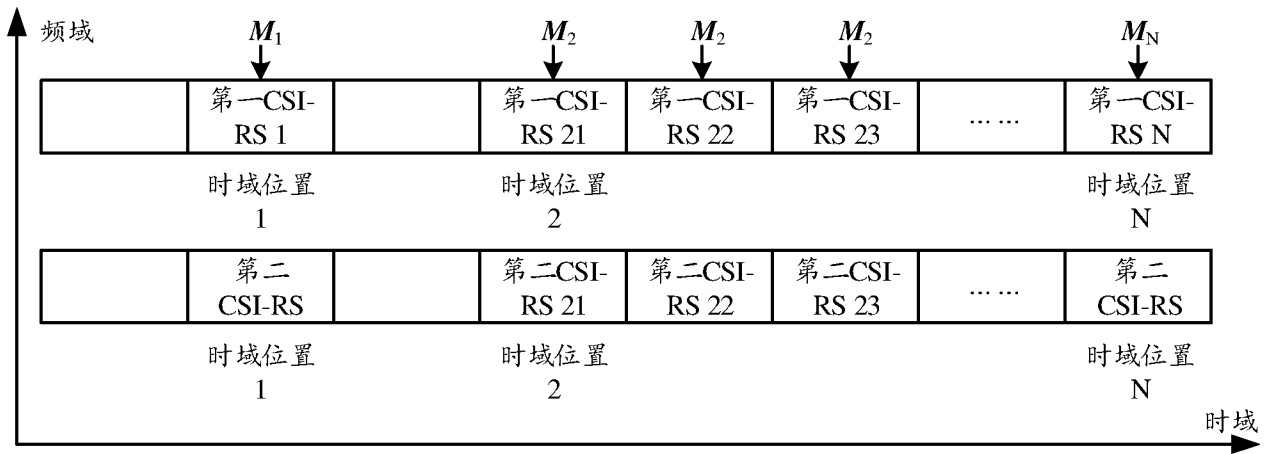 频域
M1 M2 M2 M2 MN
第一CSI- 第一CSI- 第一CSI- 第一CSI- 第一CSI-
RS 1 RS 21 RS 22 RS 23 …… RS N
时域位置 时域位置 时域位置
1 2 N
第二 第二CSI- 第二CSI- 第二CSI- 第二
CSI-RS RS 21 RS 22 RS 23 …… CSI-RS
时域位置 时域位置 时域位置
1 2 N
时域